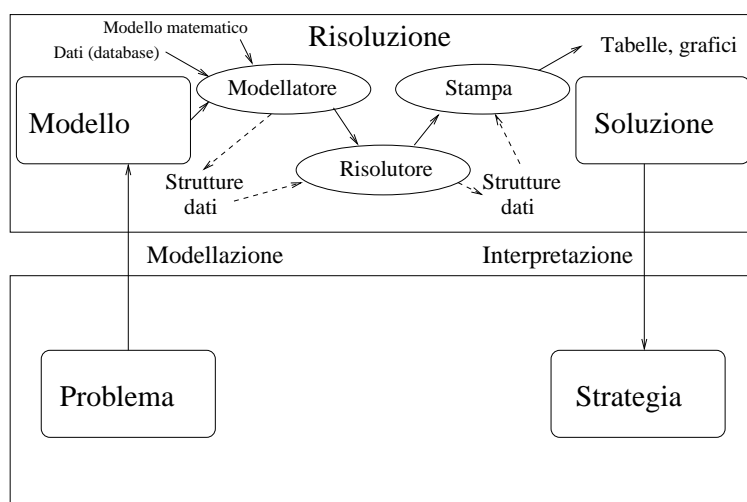 Modello matematico
Risoluzione
Dati (database)
Tabelle, grafici
Modellatore
Stampa
Modello
Soluzione
Risolutore
Strutture
dati
Strutture
dati
Modellazione
Interpretazione
Problema
Strategia